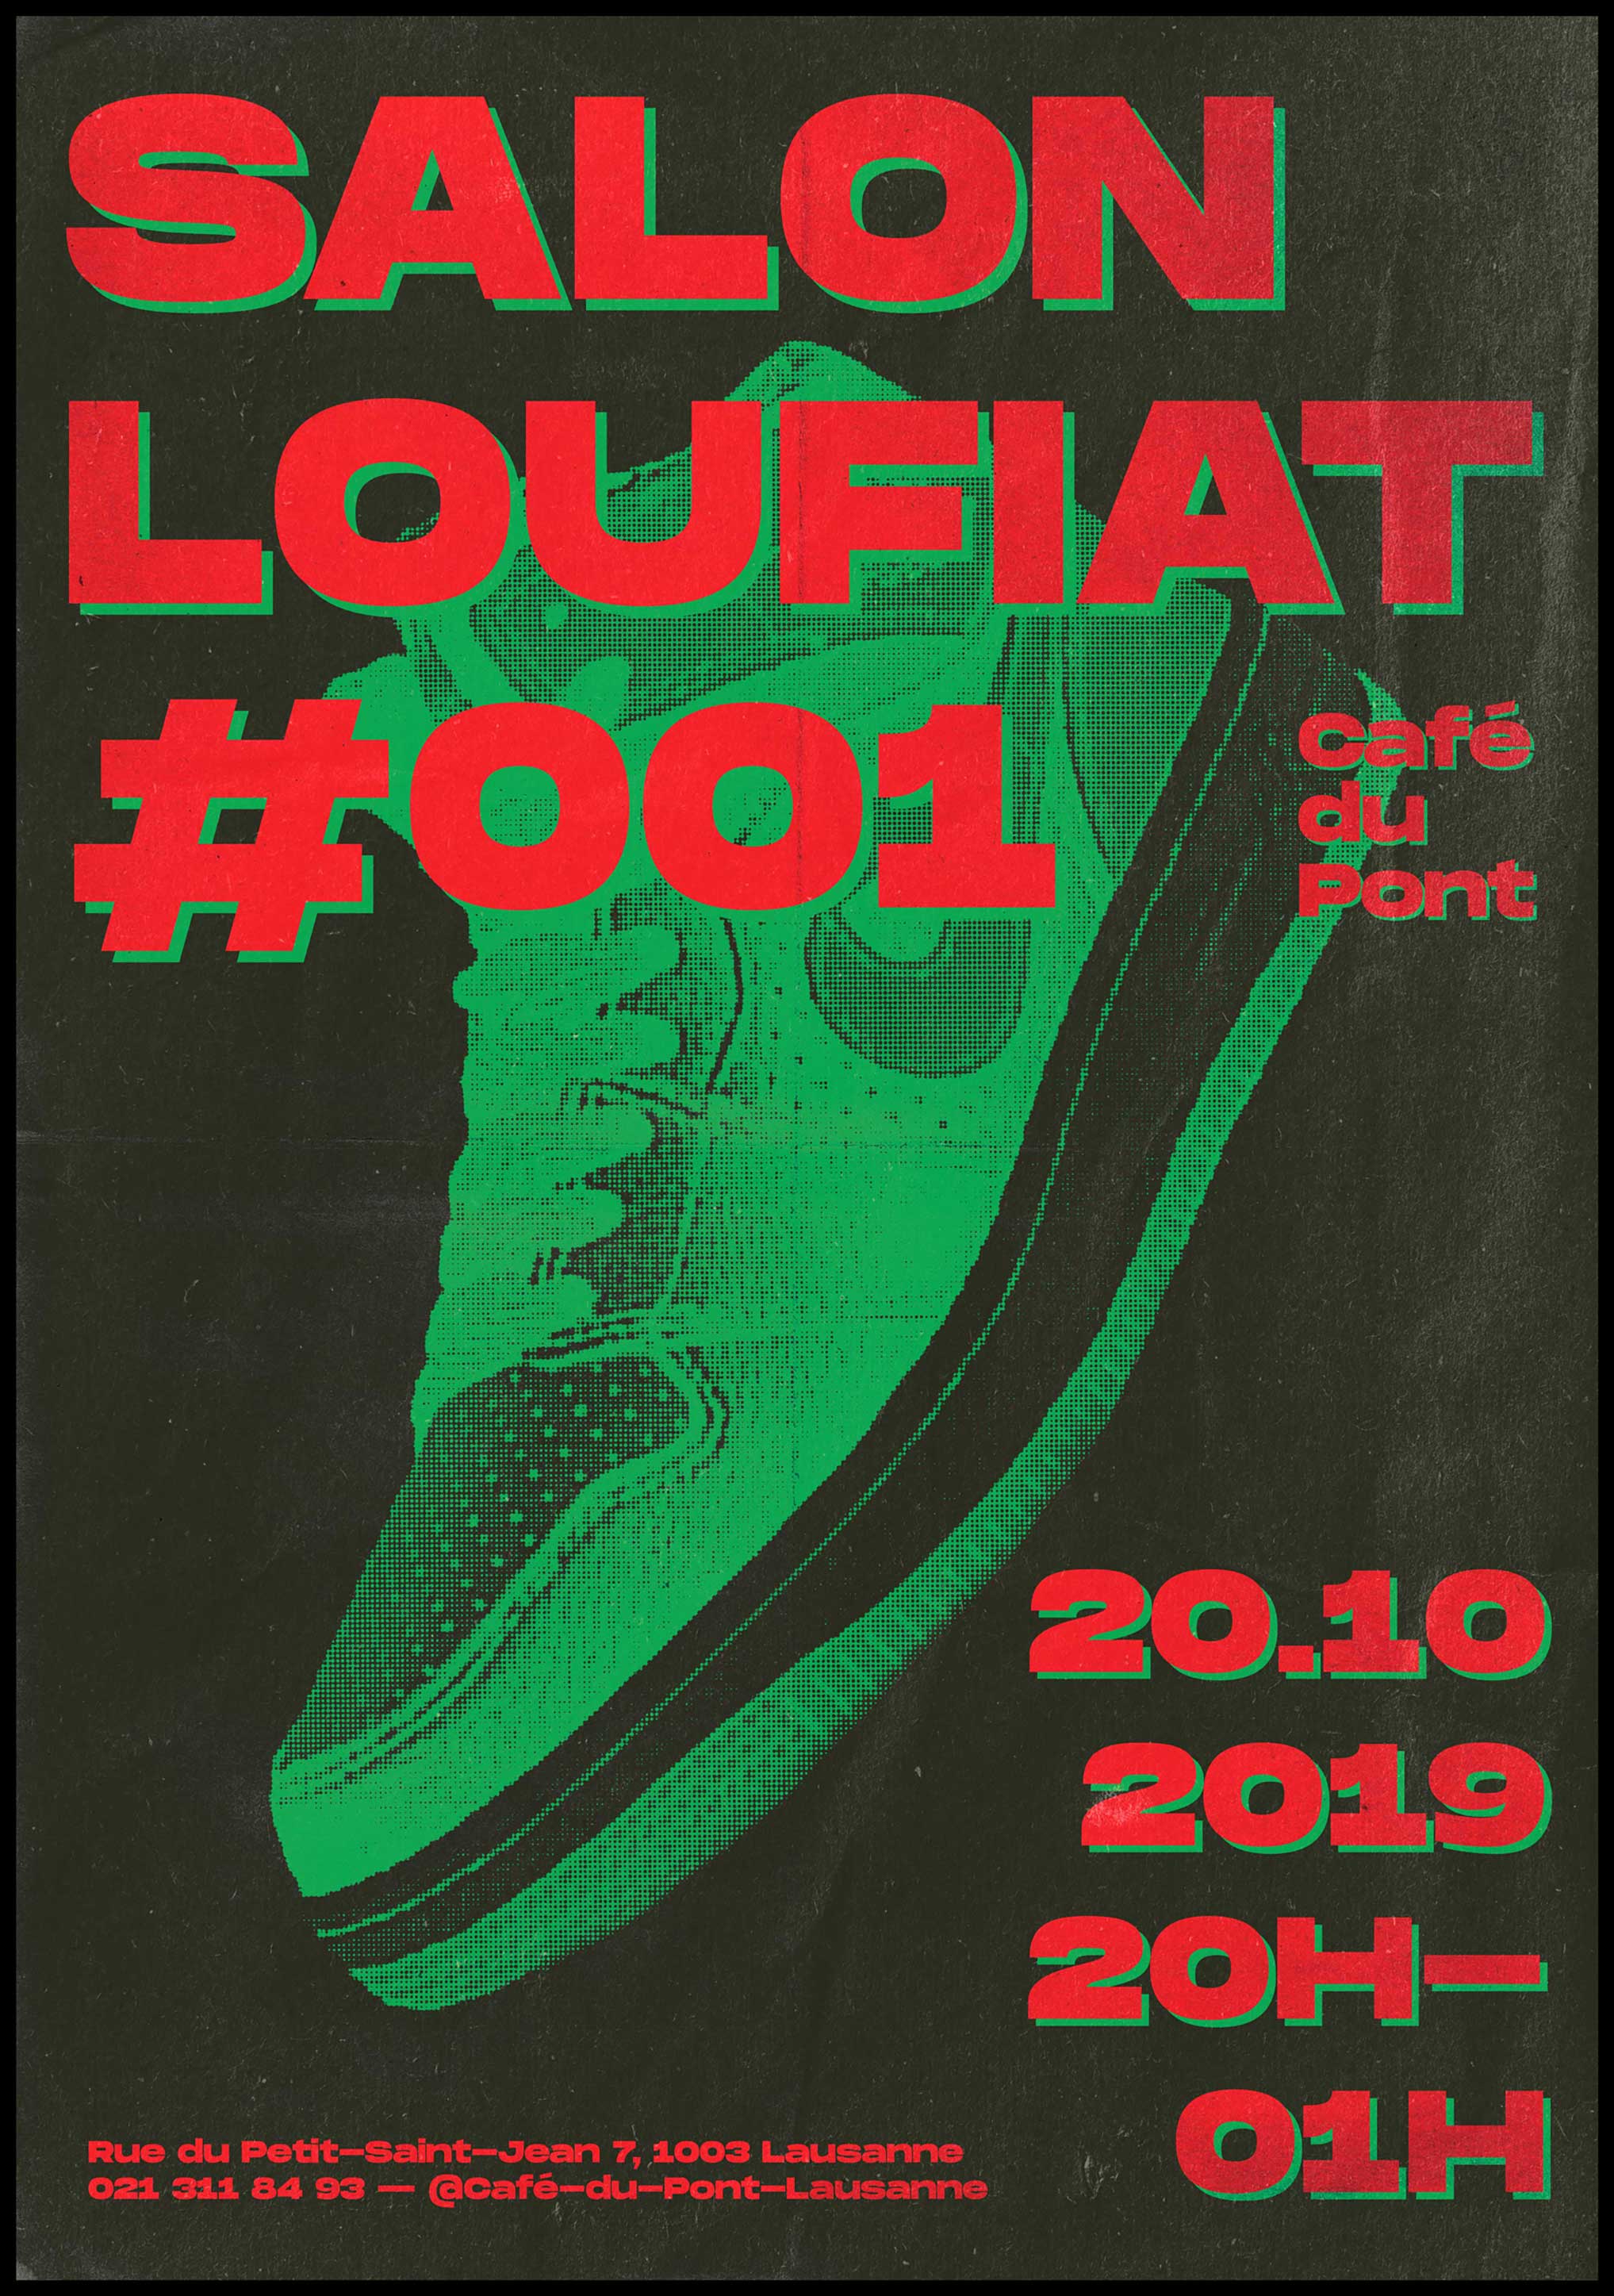 SALON
LOUFIAT
#001
Café
du
Pont
20.10
2019
20H—
01H
Rue du Petit—Saint—Jean 7, 1003 Lausanne
021 311 84 93 — @Café—du—Pont—Lausanne